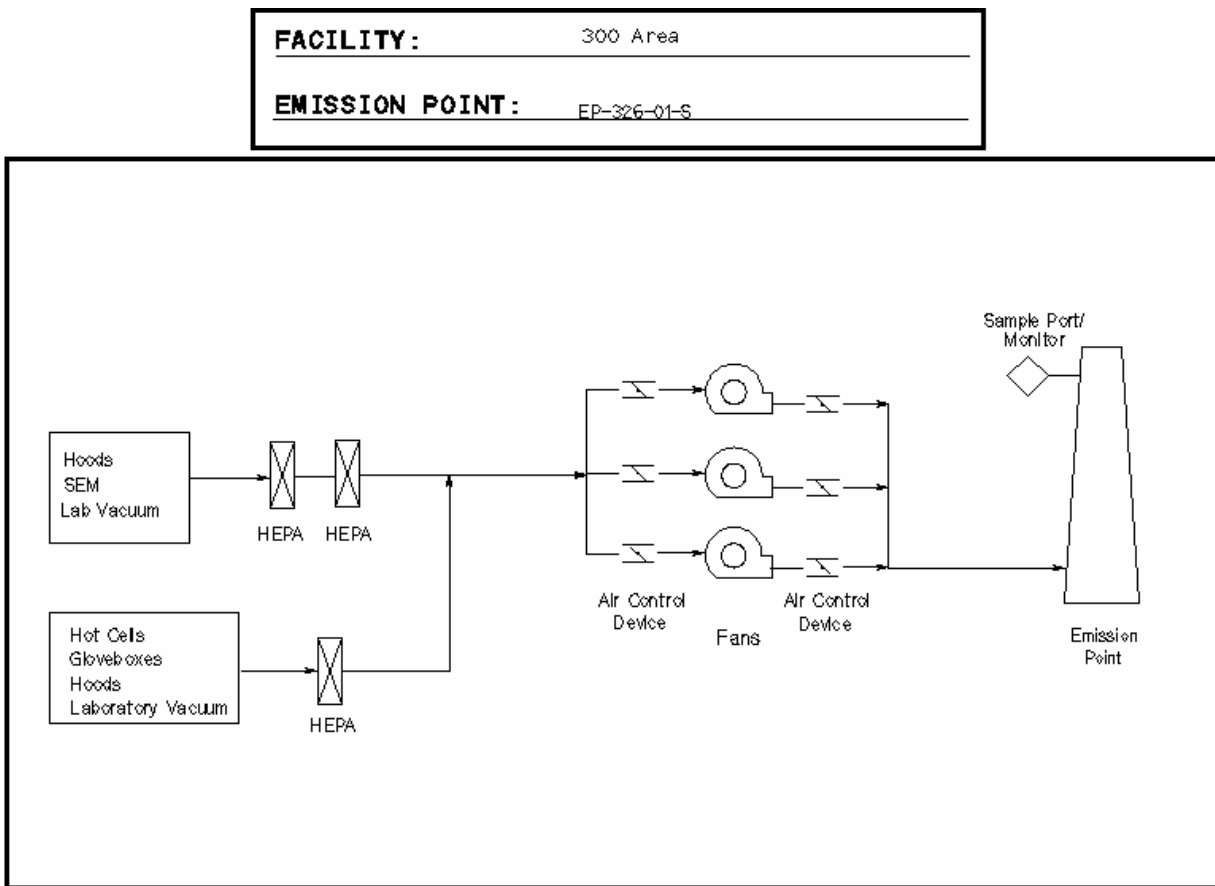 FACILITY: 300 Area
EMISSION POINT: EP-326-01-S
Sample Port/
Monitor
Hoods
SEM
Lab Vacuum
HEPA
HEPA
Hot Cells
Gloveboxes
Hoods
Laboratory Vacuum
HEPA
Air Control
Device
Fans
Air Control
Device
Emission
Point